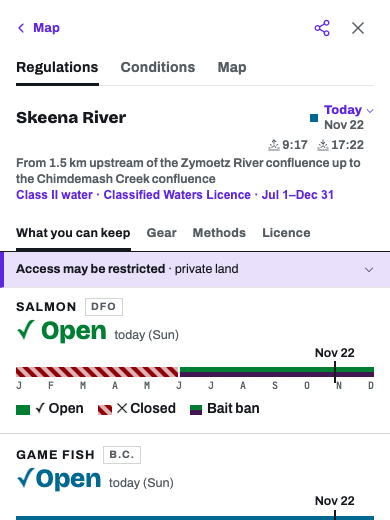 Map
Regulations Conditions Map
Skeena River
Today
Nov 22
9:17 17:22
From 1.5 km upstream of the Zymoetz River confluence up to
the Chimdemash Creek confluence
Class II water · Classified Waters Licence · Jul 1–Dec 31
What you can keep Gear Methods Licence
Access may be restricted · private land
SALMON DFO
✓ Open today (Sun)
Nov 22
J F M A M J J A S O N D
✓ Open ✕ Closed Bait ban
GAME FISH B.C.
✓ Open today (Sun)
Nov 22